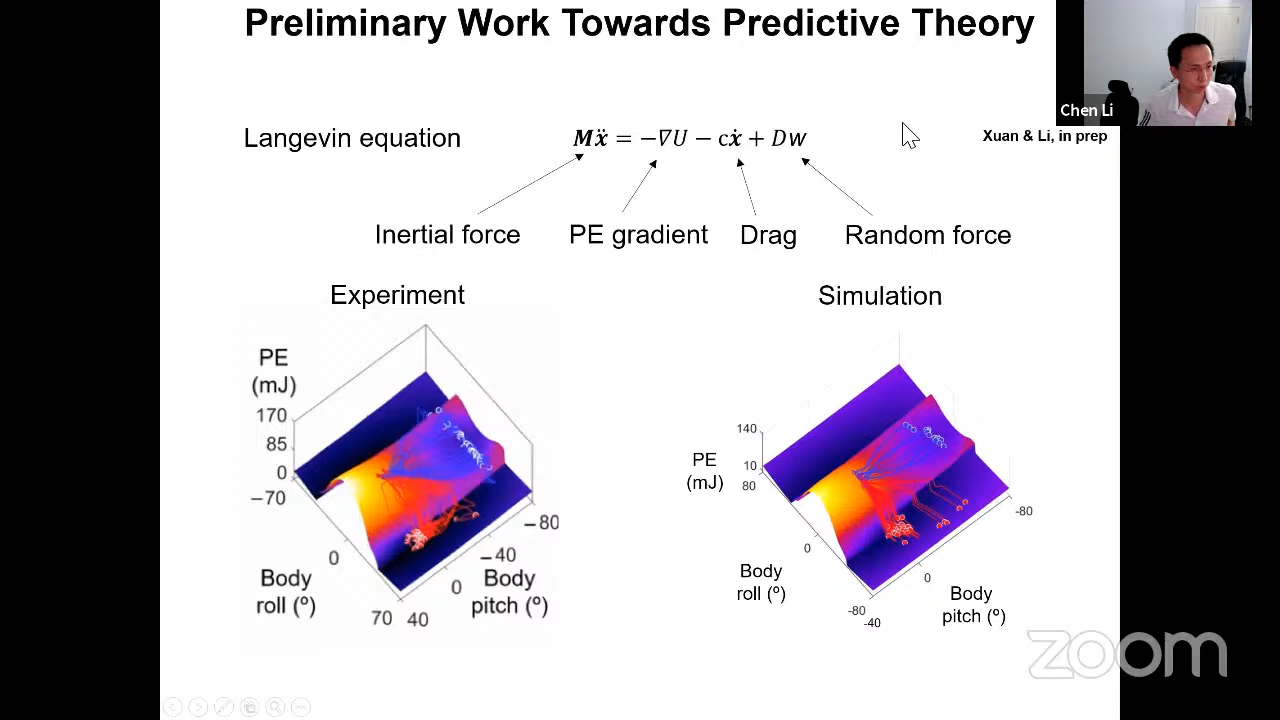 Preliminary Work Towards Predictive Theory
Chen Li
Langevin equation
𝑴𝒙̈ = −∇𝑈 − c𝒙̇ + 𝐷𝑤
Xuan & Li, in prep
Inertial force
PE gradient
Drag
Random force
Experiment
Simulation
PE
(mJ)
170
85
0
−70
0
70
Body
roll (º)
40
0
−40
−80
Body
pitch (º)
PE
(mJ)
140
10
80
0
-80
Body
roll (º)
-40
0
-80
Body
pitch (º)
zoom